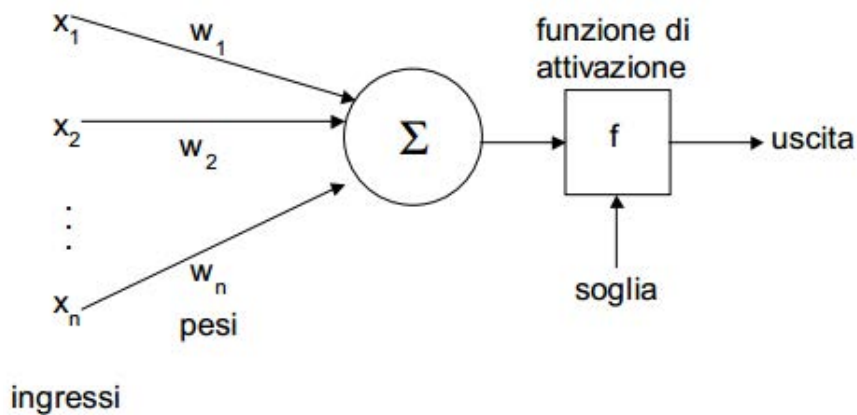 x1
w1
funzione di
attivazione
x2
w2
Σ
f
uscita
⋮
xn
wn
pesi
soglia
ingressi